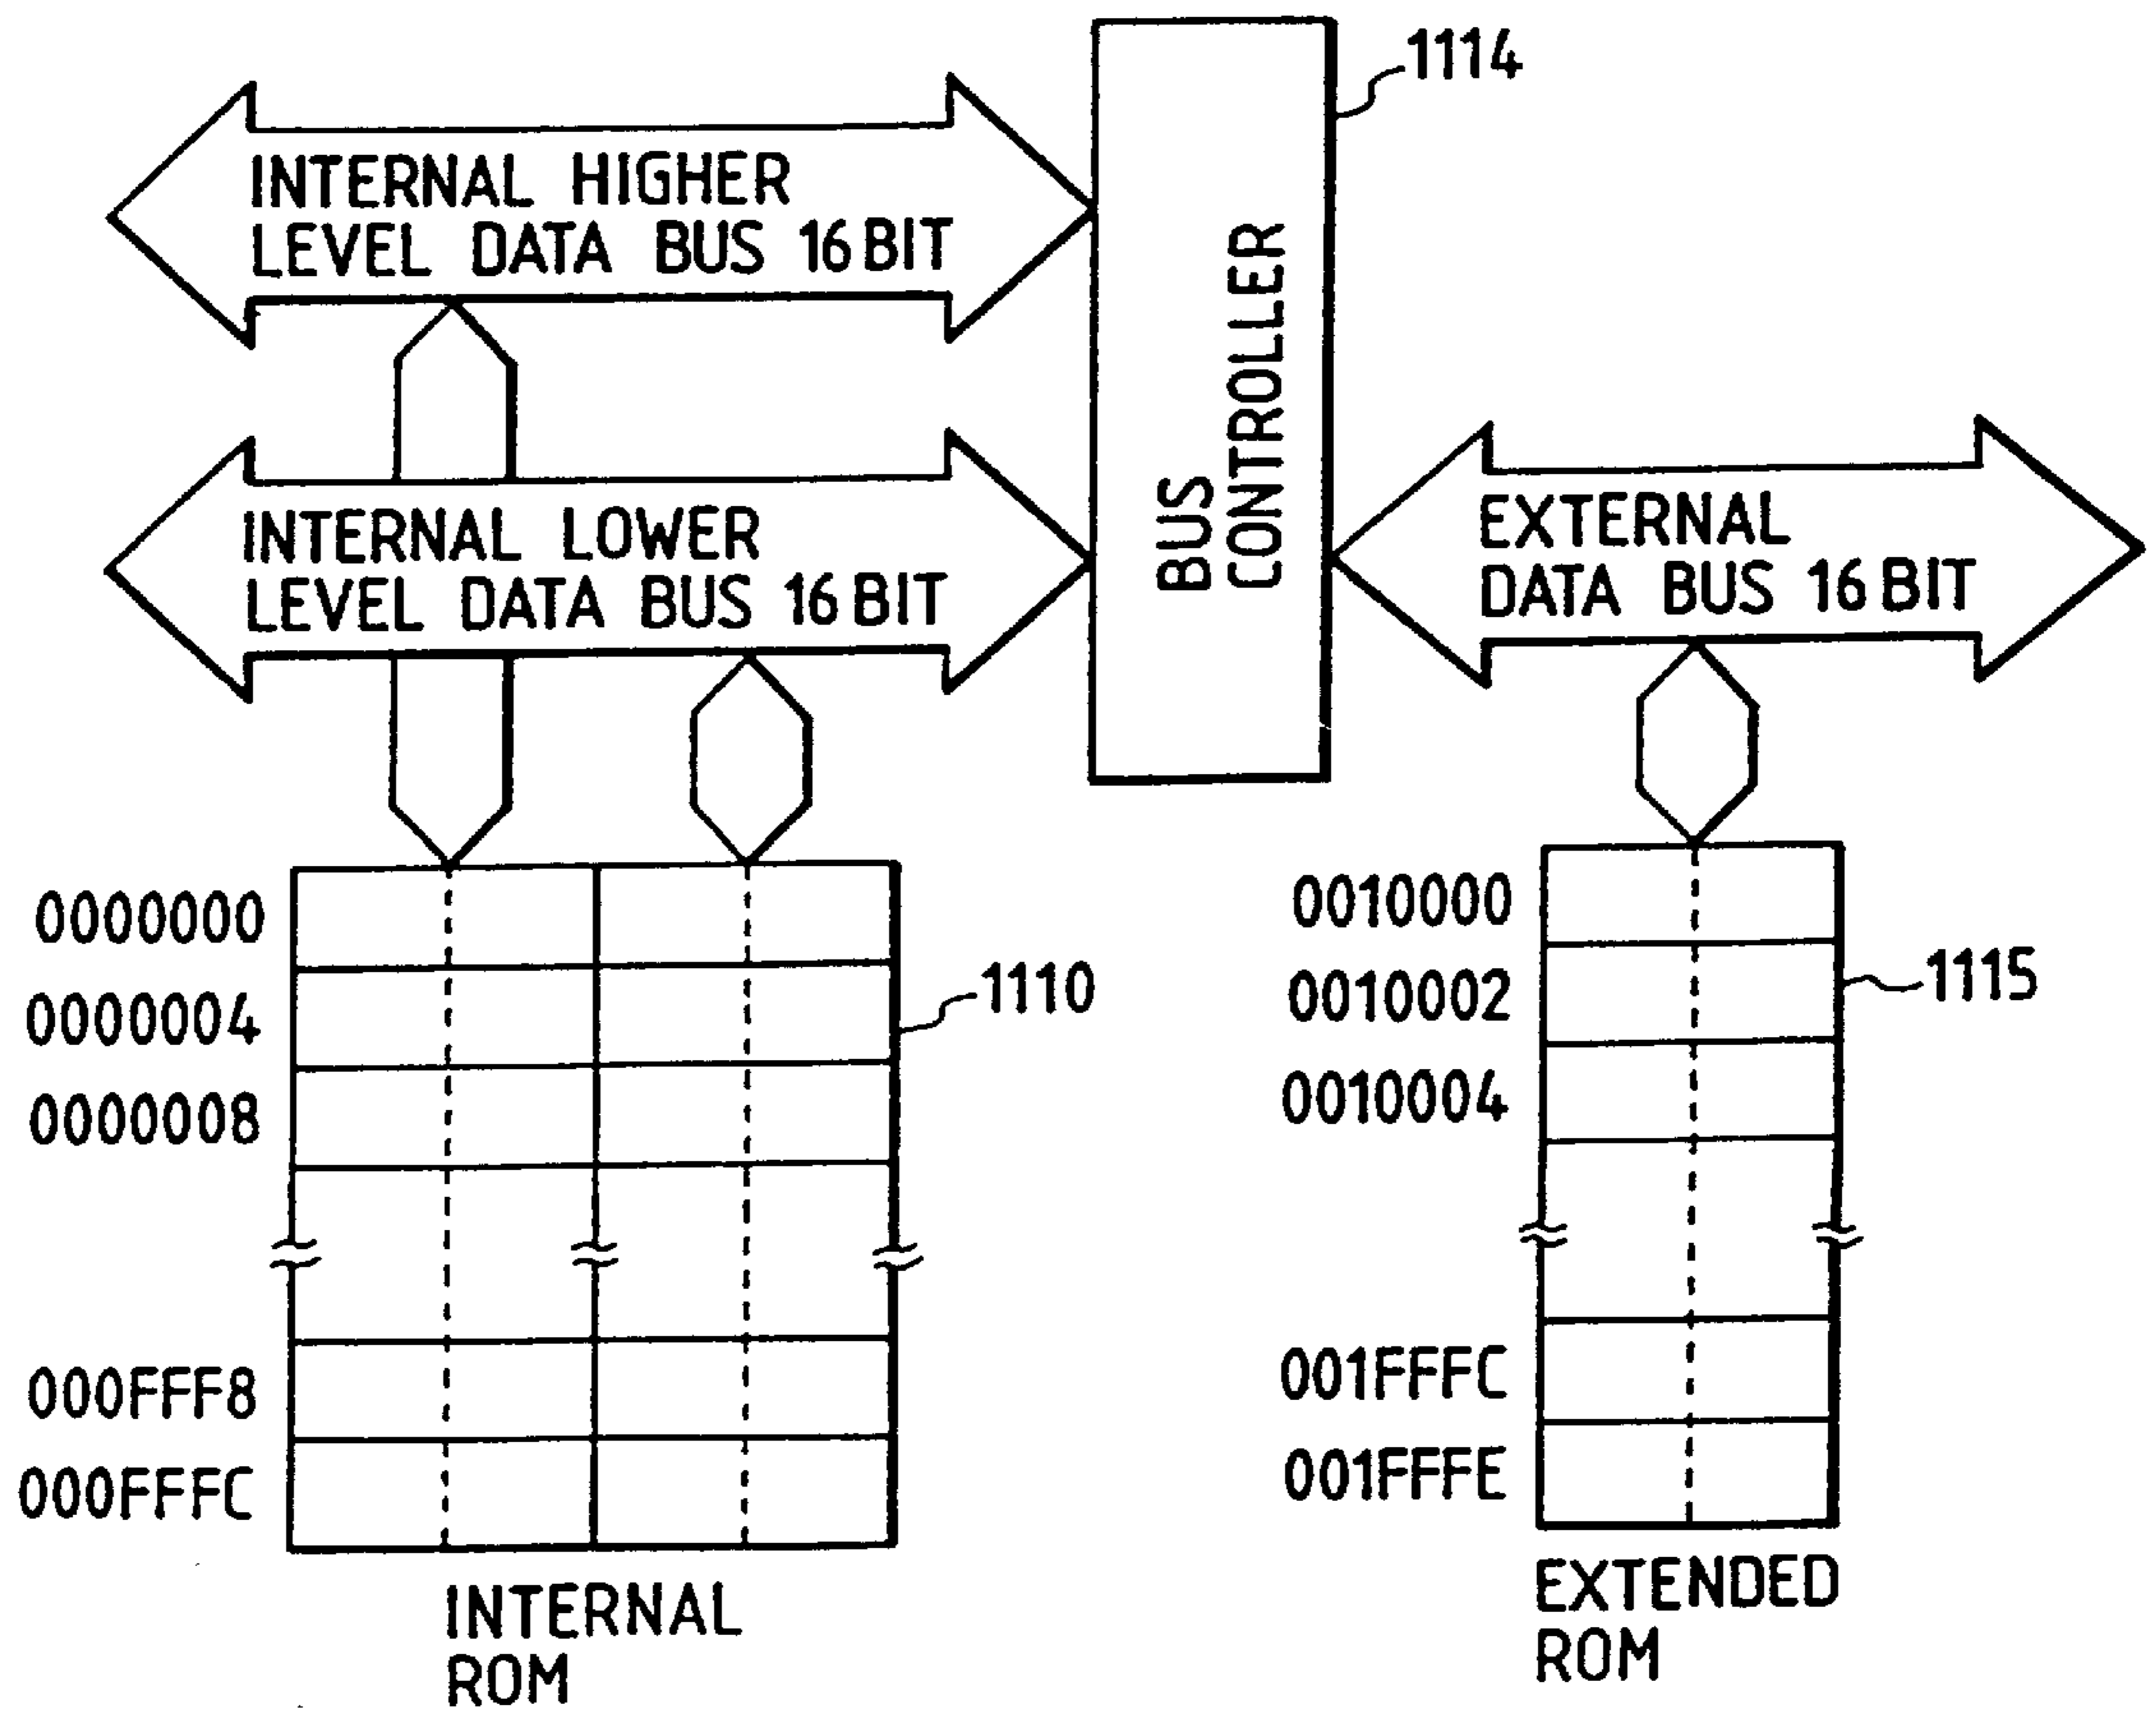 1114
INTERNAL HIGHER
LEVEL DATA BUS 16 BIT
BUS
CONTROLLER
INTERNAL LOWER
LEVEL DATA BUS 16 BIT
EXTERNAL
DATA BUS 16 BIT
0000000
0000004
0000008
000FFF8
000FFFC
1110
INTERNAL
ROM
0010000
0010002
0010004
001FFFC
001FFFE
1115
EXTENDED
ROM